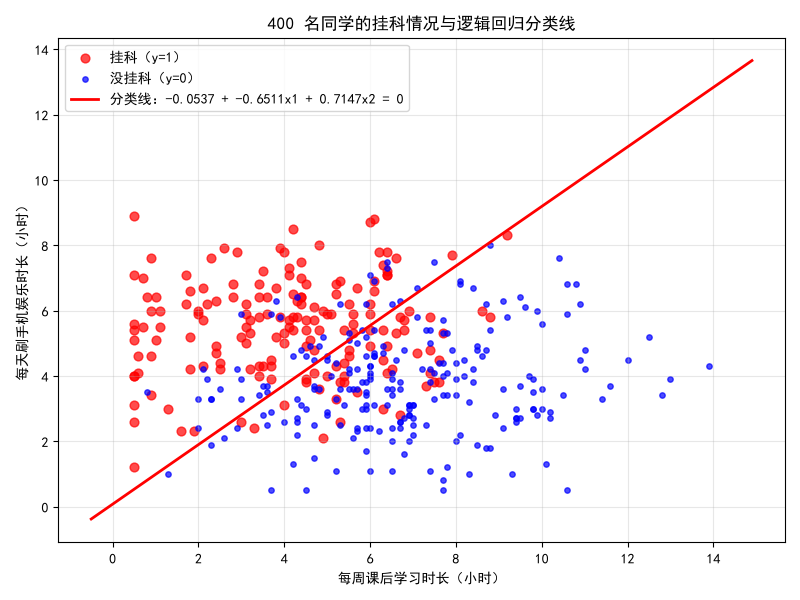 400 名同学的挂科情况与逻辑回归分类线
挂科（y=1）
没挂科（y=0）
分类线：-0.0537 + -0.6511x1 + 0.7147x2 = 0
每天刷手机娱乐时长（小时）
14
12
10
8
6
4
2
0
0 2 4 6 8 10 12 14
每周课后学习时长（小时）